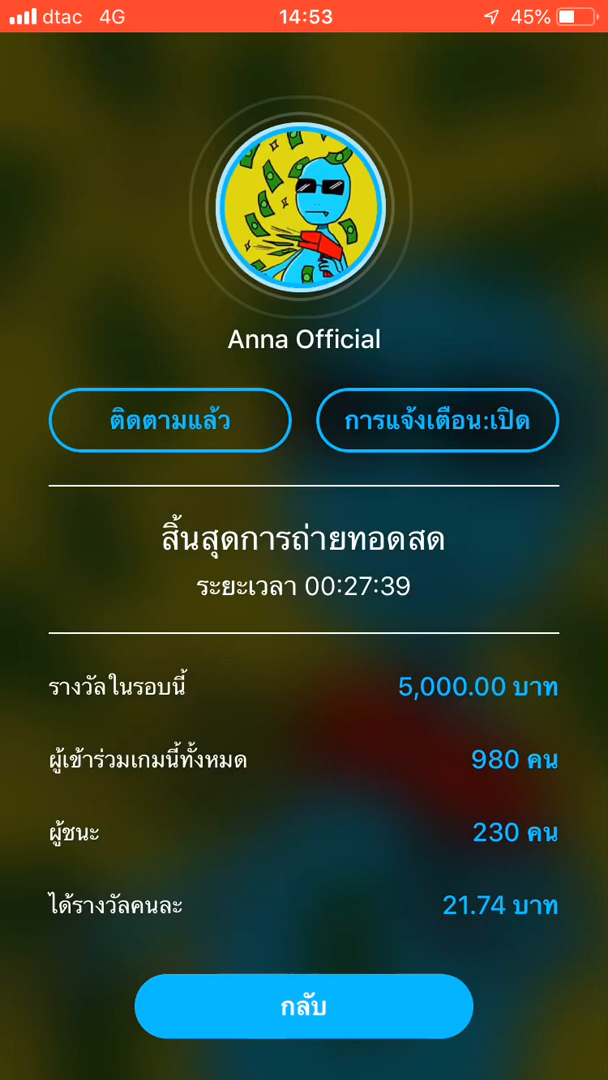 dtac 4G 14:53 45%
Anna Official
ติดตามแล้ว การแจ้งเตือน:เปิด
สิ้นสุดการถ่ายทอดสด
ระยะเวลา 00:27:39
รางวัลในรอบนี้ 5,000.00 บาท
ผู้เข้าร่วมเกมนี้ทั้งหมด 980 คน
ผู้ชนะ 230 คน
ได้รางวัลคนละ 21.74 บาท
กลับ